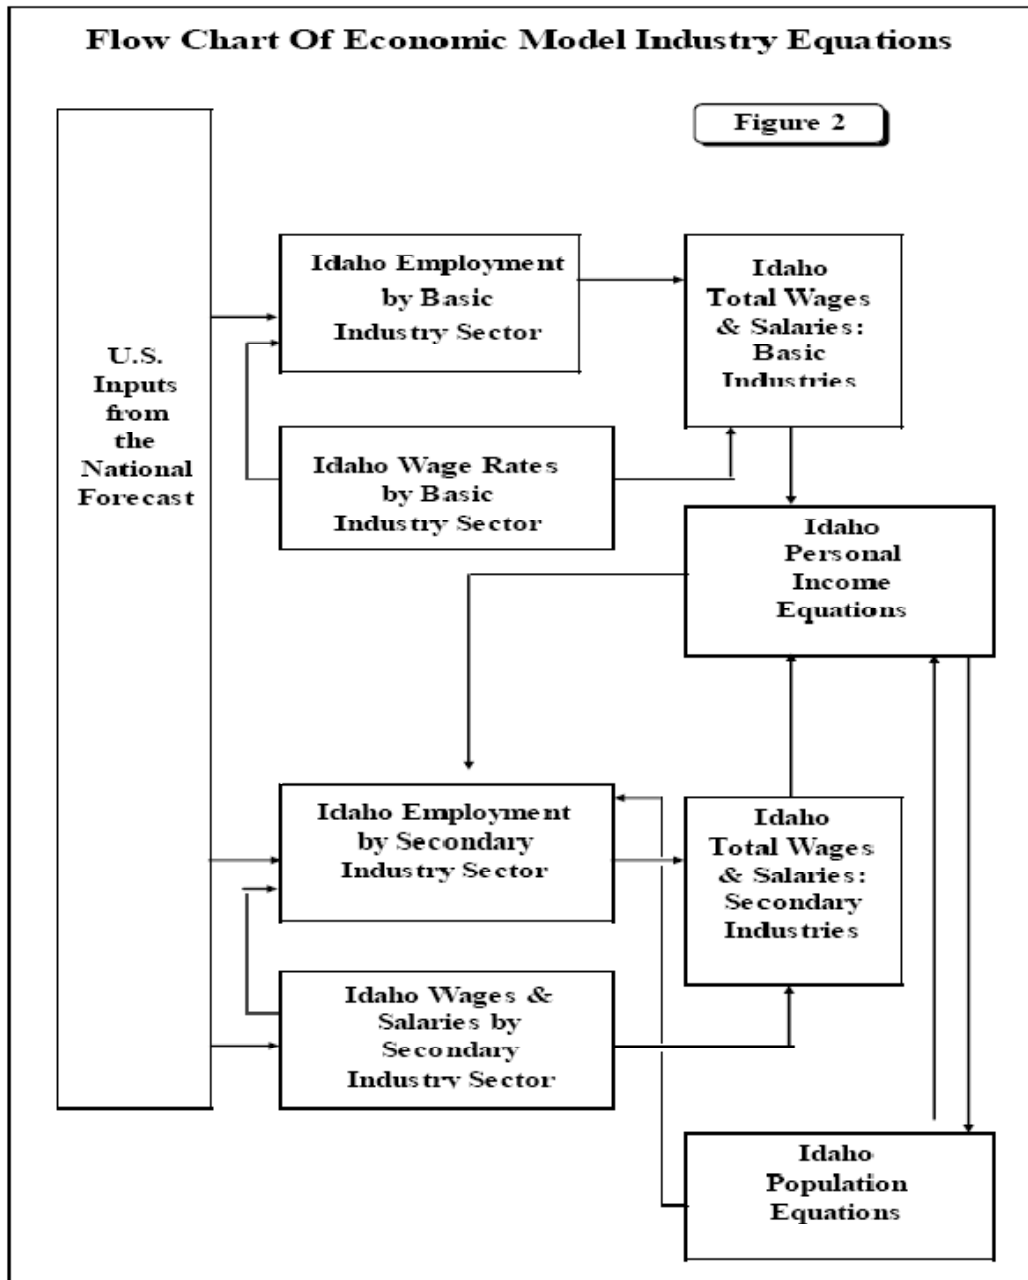 Flow Chart Of Economic Model Industry Equations
Figure 2
U.S.
Inputs
from
the
National
Forecast
Idaho Employment
by Basic
Industry Sector
Idaho
Total Wages
& Salaries:
Basic
Industries
Idaho Wage Rates
by Basic
Industry Sector
Idaho
Personal
Income
Equations
Idaho Employment
by Secondary
Industry Sector
Idaho
Total Wages
& Salaries:
Secondary
Industries
Idaho Wages &
Salaries by
Secondary
Industry Sector
Idaho
Population
Equations